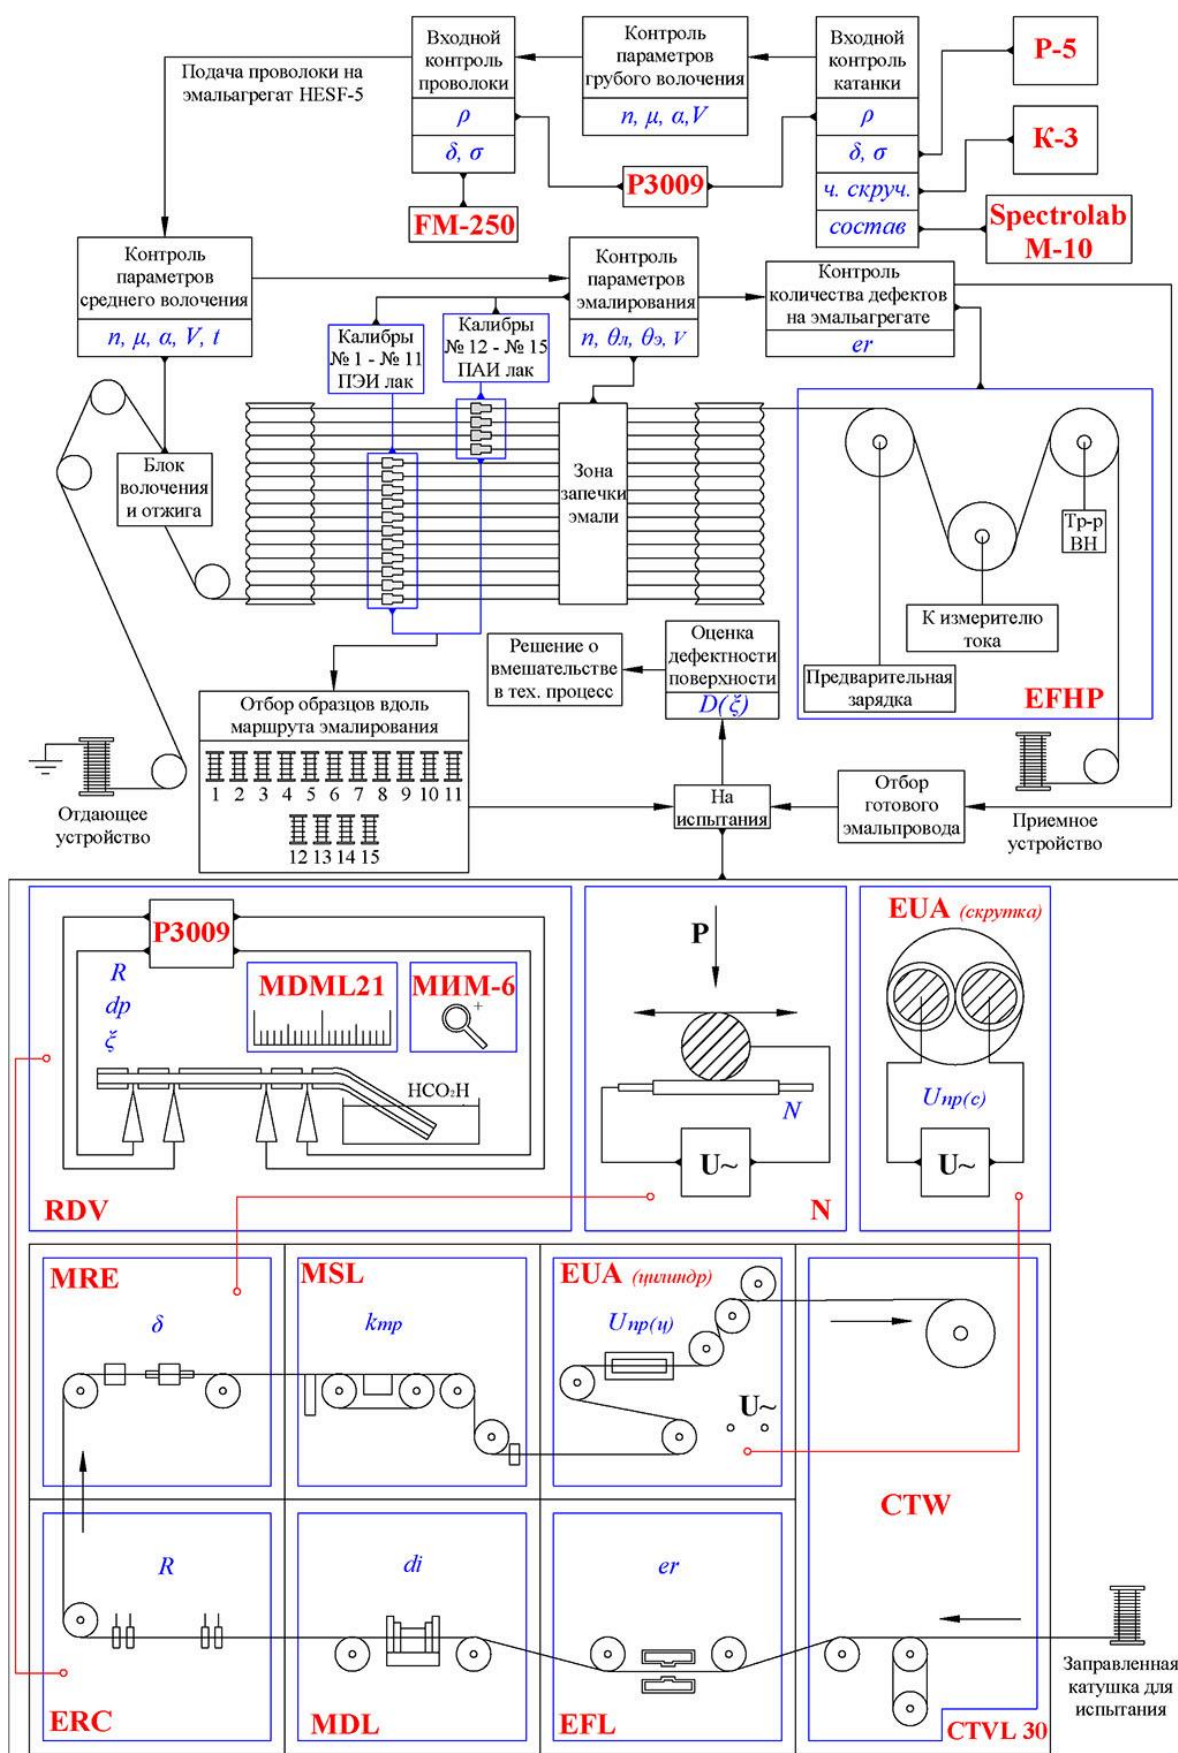 Входной
контроль
проволоки
ρ
δ, σ
Контроль
параметров
грубого волочения
n, μ, α,V
Входной
контроль
катанки
ρ
δ, σ
ч. скруч.
состав
Р-5
К-3
Spectrolab
М-10
Р3009
FM-250
Подача проволоки на
эмальагрегат HESF-5
Контроль
параметров
среднего волочения
n, μ, α, V, t
Контроль
параметров
эмалирования
n, θл, θэ, V
Контроль
количества дефектов
на эмальагрегате
er
Калибры
№ 1 - № 11
ПЭИ лак
Калибры
№ 12 - № 15
ПАИ лак
Блок
волочения
и отжига
Зона
запечки
эмали
Тр-р
ВН
К измерителю
тока
Предварительная
зарядка
EFHP
Решение о
вмешательстве
в тех. процесс
Оценка
дефектности
поверхности
D(ξ)
Отбор образцов вдоль
маршрута эмалирования
1 2 3 4 5 6 7 8 9 10 11
12 13 14 15
Отдающее
устройство
На
испытания
Отбор
готового
эмальпровода
Приемное
устройство
Р3009
R
dp
ξ
MDML21
МИМ-6
+
HCO₂H
RDV
P
N
U~
N
EUA (скрутка)
Uпр(с)
U~
MRE
δ
MSL
kтр
EUA (цилиндр)
Uпр(ц)
U~
CTW
R
ERC
di
MDL
er
EFL
CTVL 30
Заправленная
катушка для
испытания